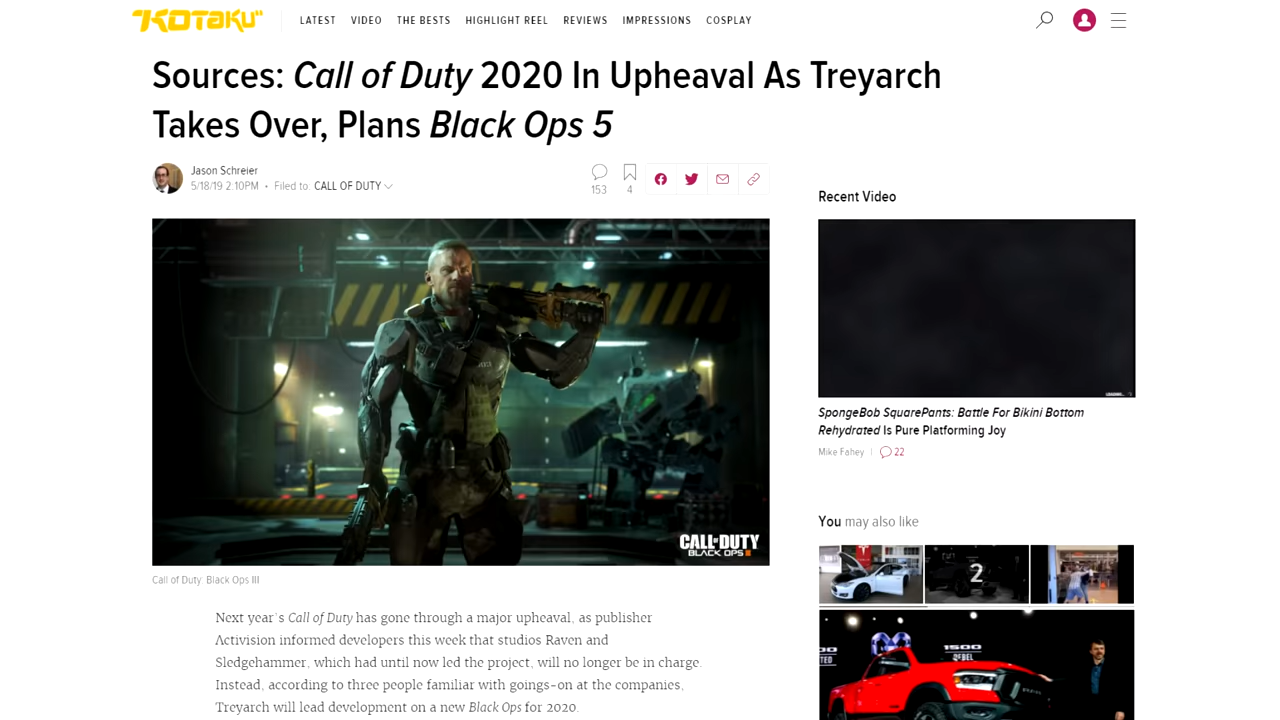 KOTAKU
LATEST VIDEO THE BESTS HIGHLIGHT REEL REVIEWS IMPRESSIONS COSPLAY
Sources: Call of Duty 2020 In Upheaval As Treyarch
Takes Over, Plans Black Ops 5
Jason Schreier
5/18/19 2:10PM • Filed to: CALL OF DUTY
153
4
CALL OF DUTY
BLACK OPS III
Call of Duty: Black Ops III
Next year's Call of Duty has gone through a major upheaval, as publisher
Activision informed developers this week that studios Raven and
Sledgehammer, which had until now led the project, will no longer be in charge.
Instead, according to three people familiar with goings-on at the companies,
Treyarch will lead development on a new Black Ops for 2020.
Recent Video
LOADING...
SpongeBob SquarePants: Battle For Bikini Bottom
Rehydrated Is Pure Platforming Joy
Mike Fahey 22
You may also like
2
1500
REBEL